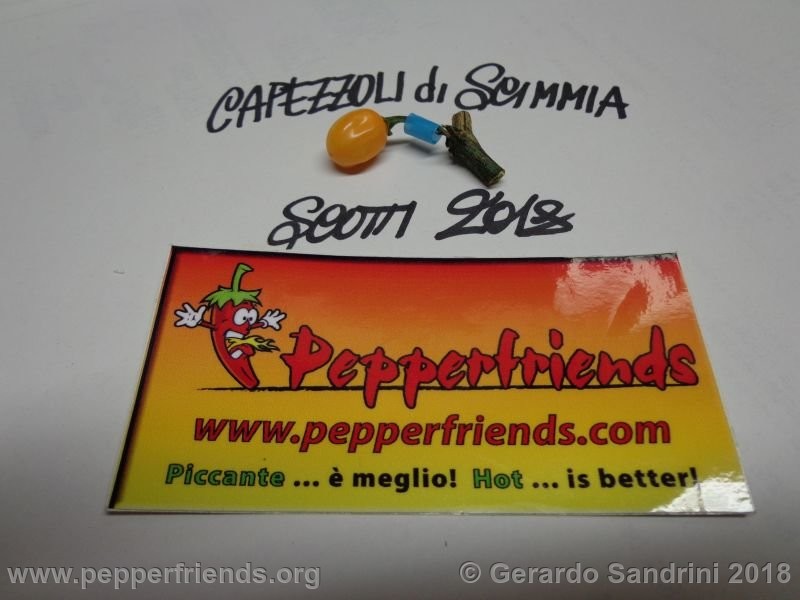 CAPEZZOLI di SCIMMIA
SCOTTI 2018
Pepperfriends
www.pepperfriends.com
Piccante ... è meglio! Hot ... is better!
www.pepperfriends.org
© Gerardo Sandrini 2018